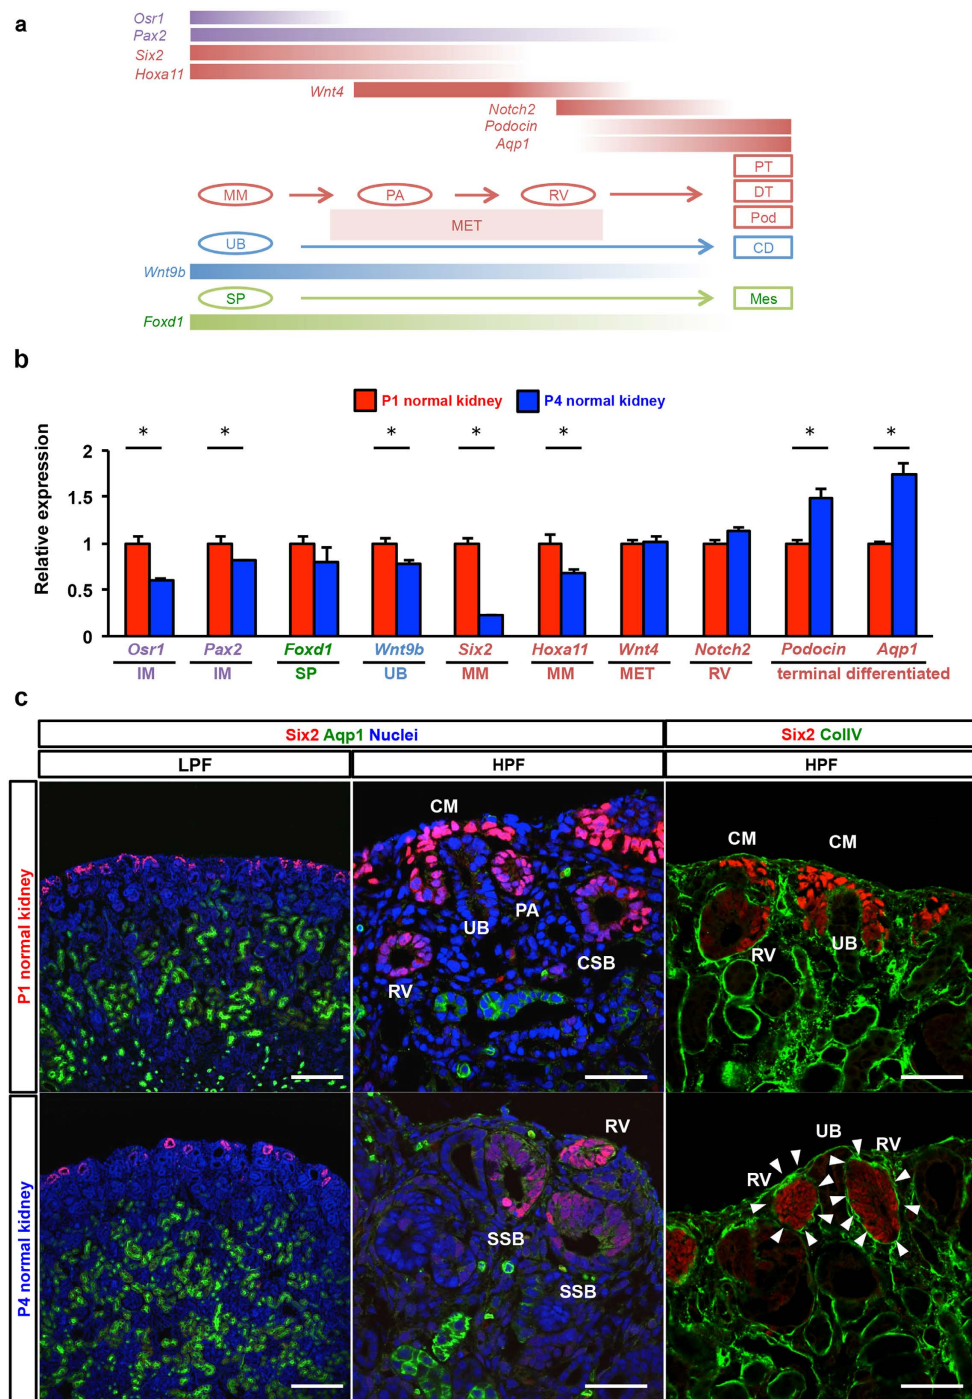 a
Osr1
Pax2
Six2
Hoxa11
Wnt4
Notch2
Podocin
Aqp1
PT
MM
PA
RV
DT
MET
Pod
UB
CD
Wnt9b
SP
Mes
Foxd1
b
P1 normal kidney
P4 normal kidney
* * * * * * *
Relative expression
2
1.5
1
0.5
0
Osr1 Pax2 Foxd1 Wnt9b Six2 Hoxa11 Wnt4 Notch2 Podocin Aqp1
IM IM SP UB MM MM MET RV terminal differentiated
c
Six2 Aqp1 Nuclei
Six2 CollV
LPF
HPF
HPF
P1 normal kidney
CM
UB
PA
CSB
RV
CM
CM
RV
UB
P4 normal kidney
RV
SSB
SSB
UB
RV
RV